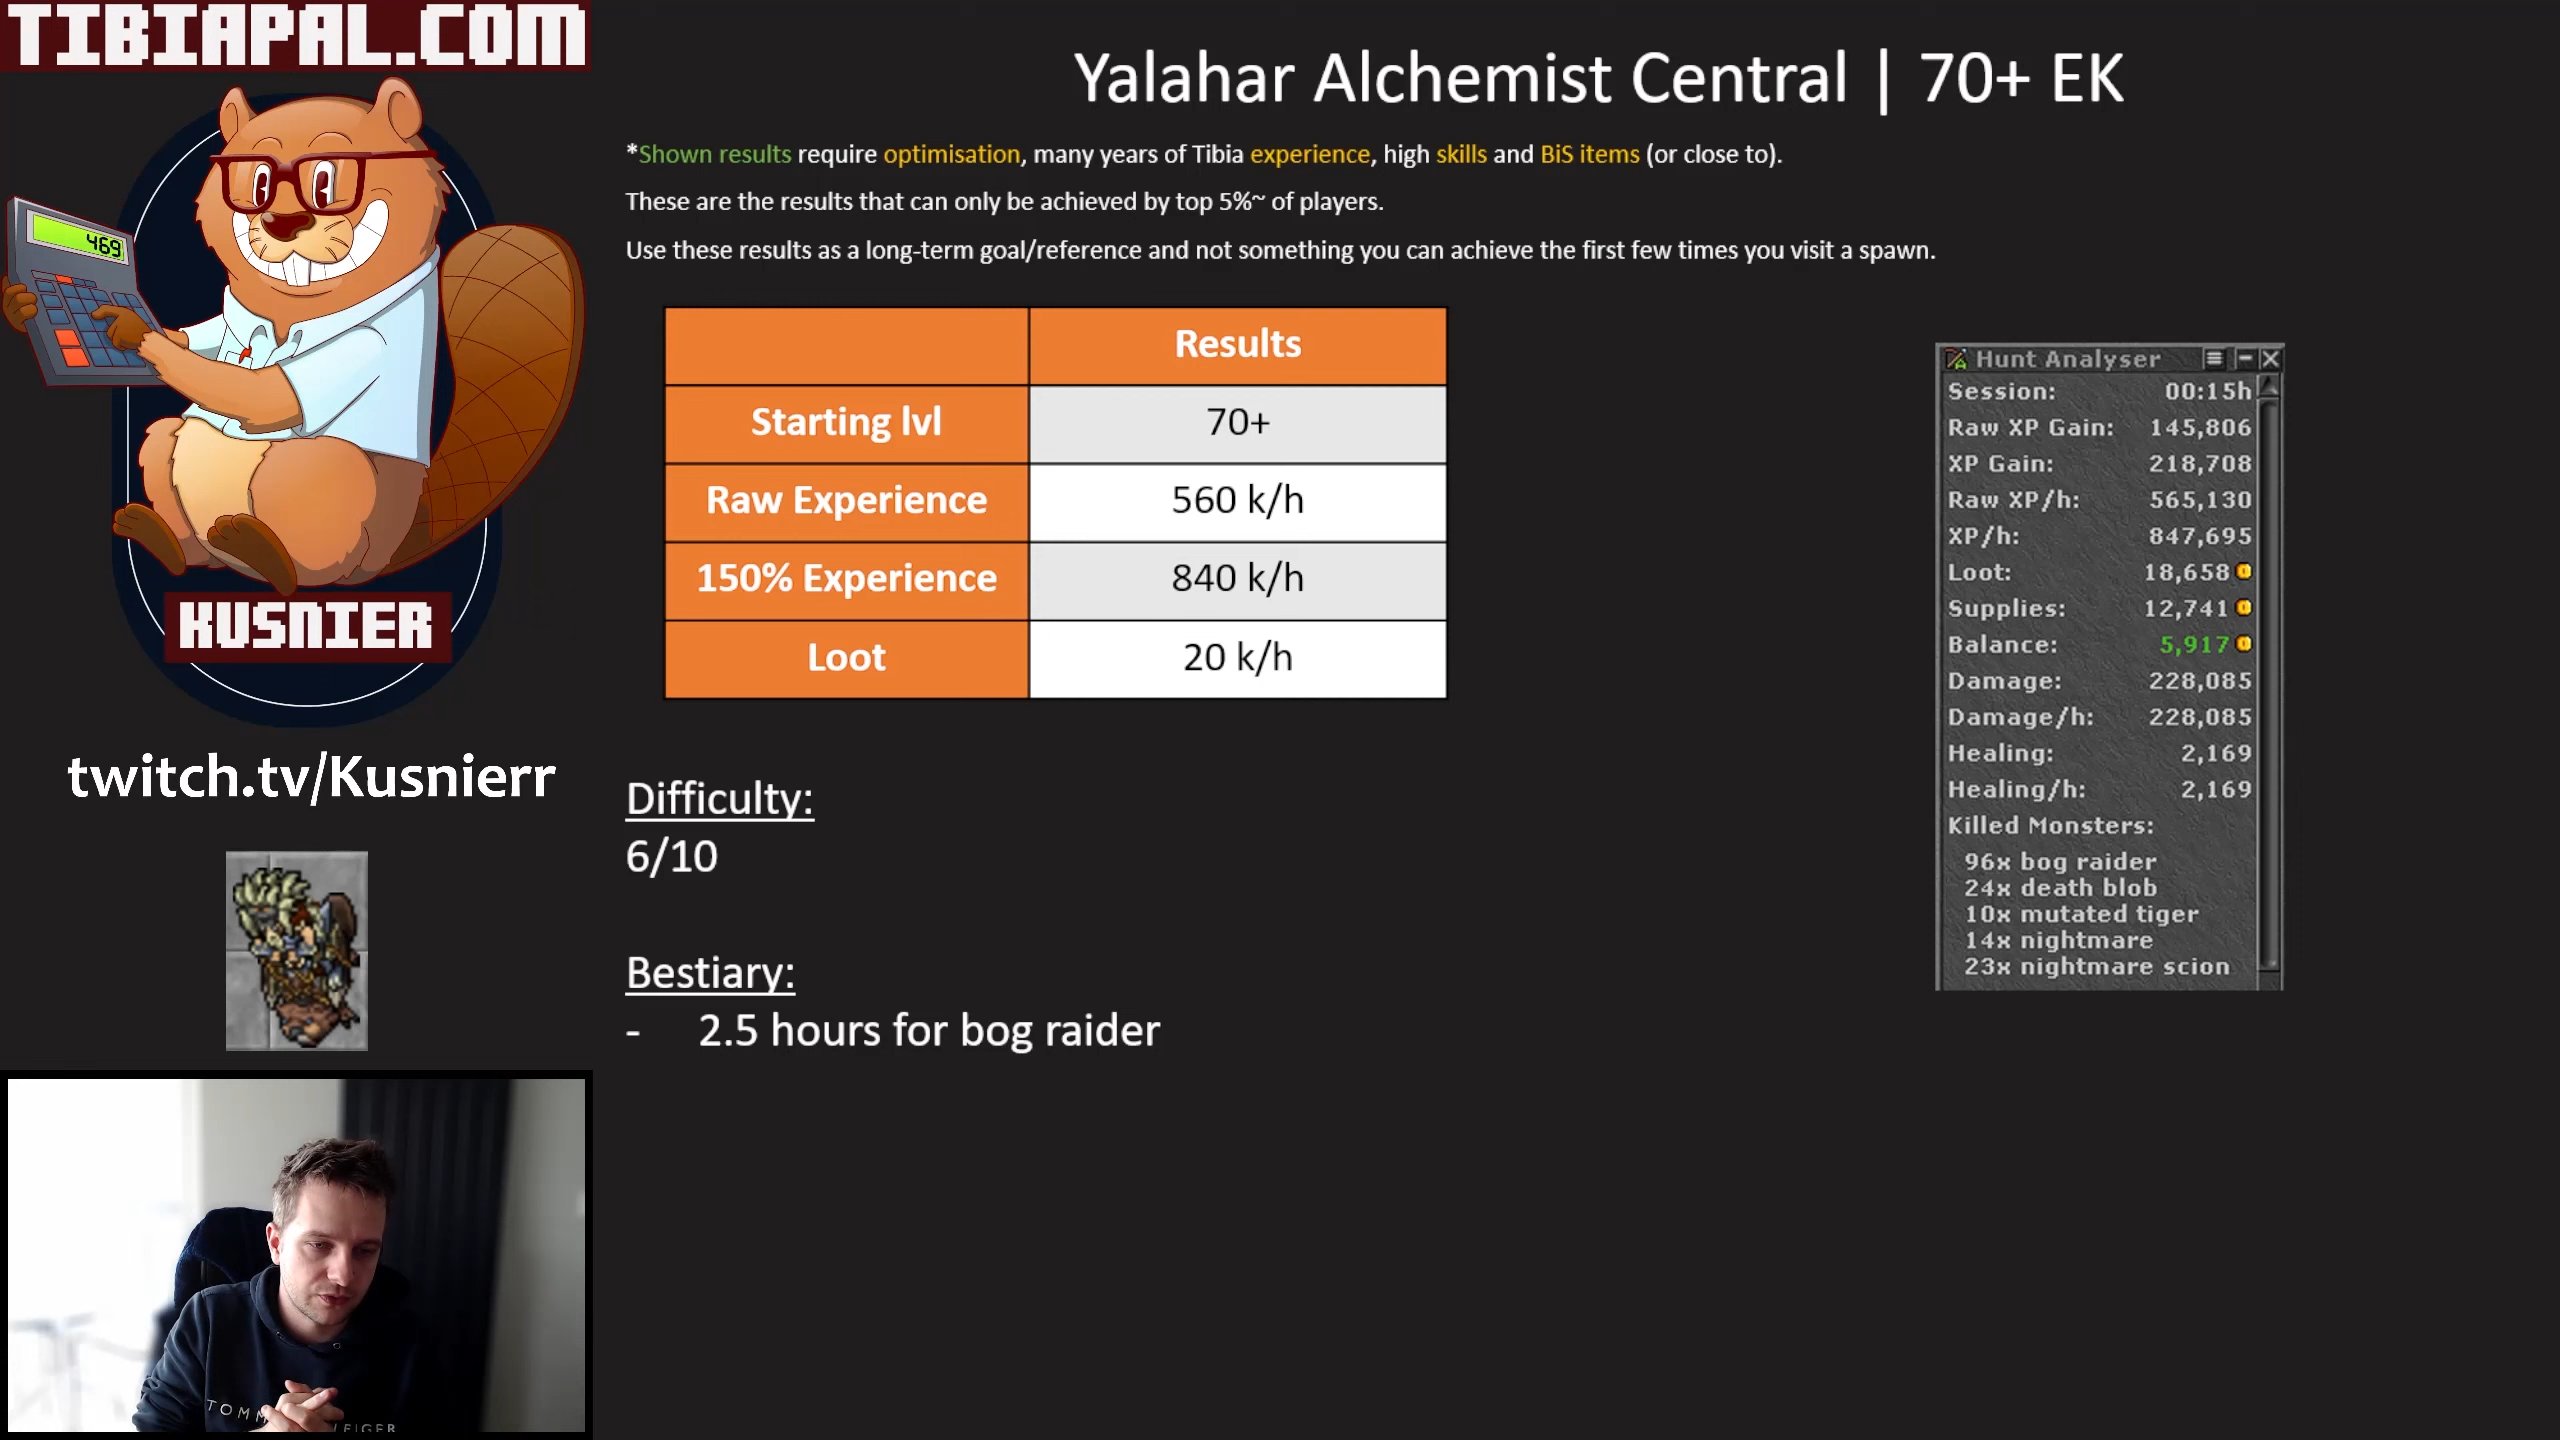 TIBIAPAL.COM
469
KUSNIER
twitch.tv/Kusnierr
Yalahar Alchemist Central | 70+ EK
*Shown results require optimisation, many years of Tibia experience, high skills and BiS items (or close to).
These are the results that can only be achieved by top 5%~ of players.
Use these results as a long-term goal/reference and not something you can achieve the first few times you visit a spawn.
Results
Starting lvl 70+
Raw Experience 560 k/h
150% Experience 840 k/h
Loot 20 k/h
Difficulty:
6/10
Bestiary:
- 2.5 hours for bog raider
Hunt Analyser
Session: 00:15h
Raw XP Gain: 145,806
XP Gain: 218,708
Raw XP/h: 565,130
XP/h: 847,695
Loot: 18,658
Supplies: 12,741
Balance: 5,917
Damage: 228,085
Damage/h: 228,085
Healing: 2,169
Healing/h: 2,169
Killed Monsters:
96x bog raider
24x death blob
10x mutated tiger
14x nightmare
23x nightmare scion